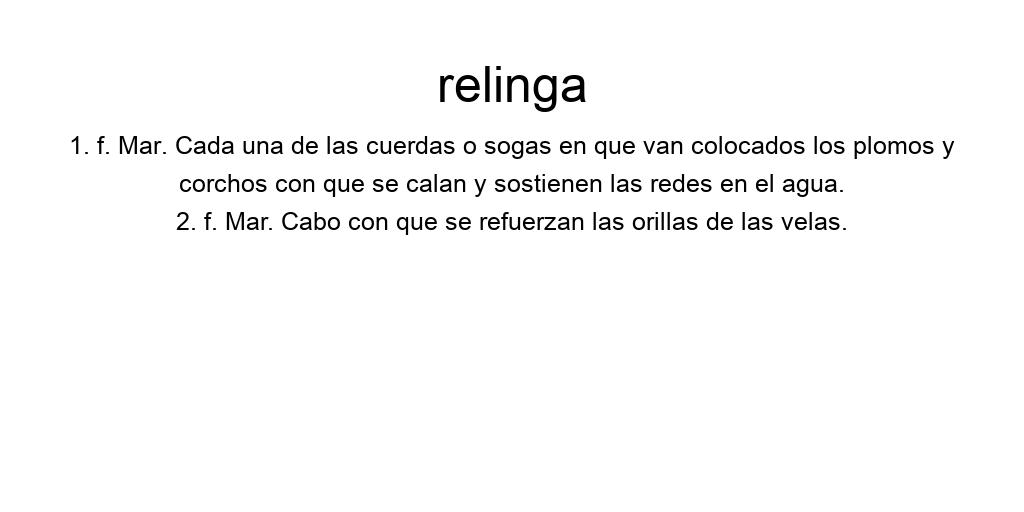 relinga
1. f. Mar. Cada una de las cuerdas o sogas en que van colocados los plomos y
corchos con que se calan y sostienen las redes en el agua.
2. f. Mar. Cabo con que se refuerzan las orillas de las velas.